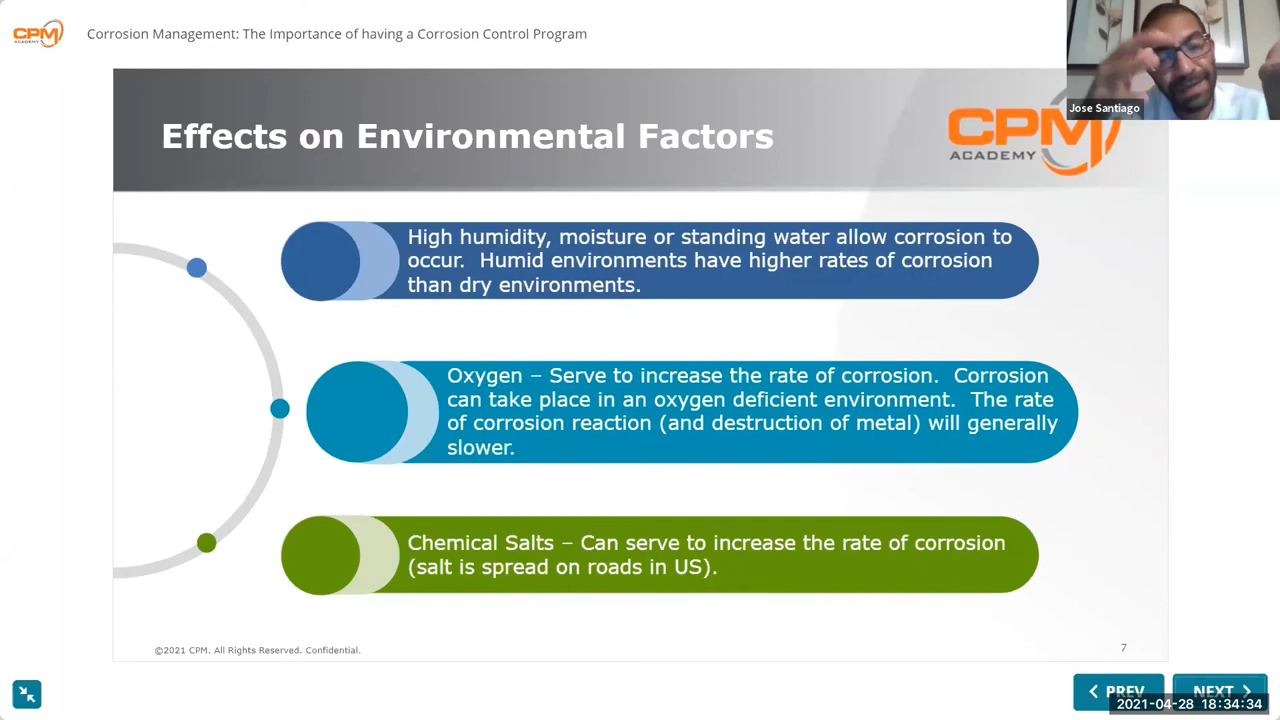 CPM
ACADEMY
Corrosion Management: The Importance of having a Corrosion Control Program
Jose Santiago
Effects on Environmental Factors
CPM
ACADEMY
High humidity, moisture or standing water allow corrosion to
occur.  Humid environments have higher rates of corrosion
than dry environments.
Oxygen – Serve to increase the rate of corrosion.  Corrosion
can take place in an oxygen deficient environment.  The rate
of corrosion reaction (and destruction of metal) will generally
slower.
Chemical Salts – Can serve to increase the rate of corrosion
(salt is spread on roads in US).
©2021 CPM. All Rights Reserved. Confidential.
7
PREV
NEXT
2021-04-28 18:34:34